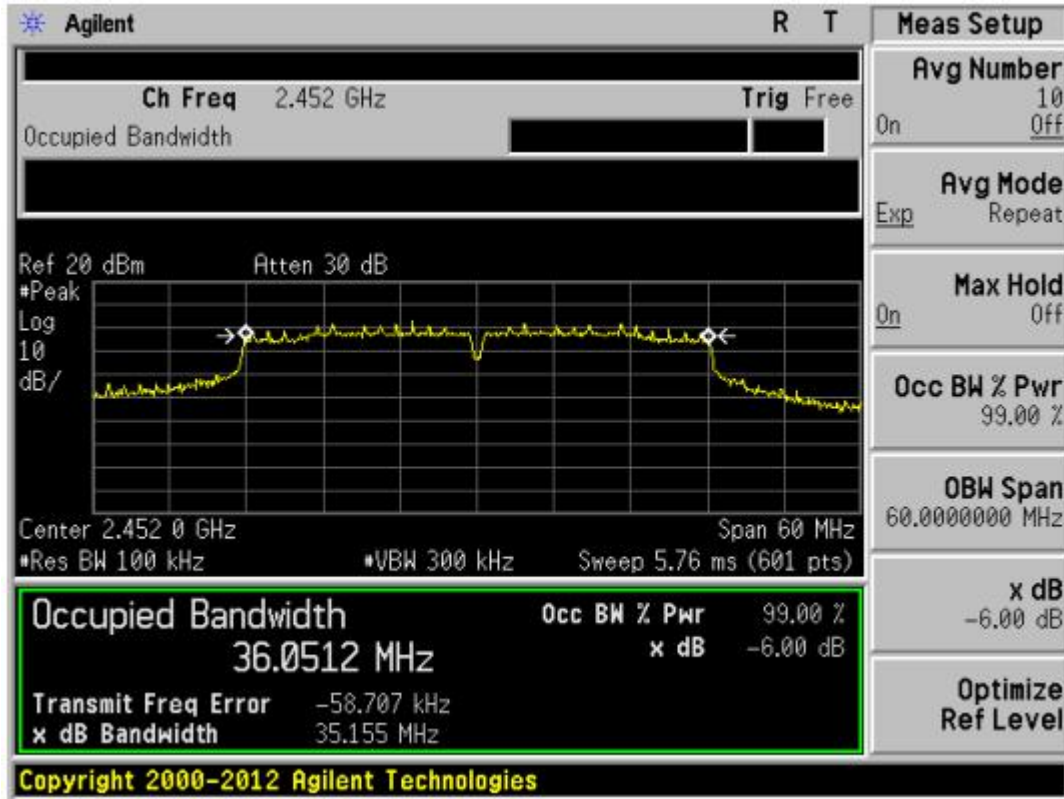 Agilent R T
Ch Freq 2.452 GHz Trig Free
Occupied Bandwidth
Ref 20 dBm Atten 30 dB
#Peak
Log
10
dB/
Center 2.452 0 GHz Span 60 MHz
#Res BW 100 kHz #VBW 300 kHz Sweep 5.76 ms (601 pts)
Occupied Bandwidth Occ BW % Pwr 99.00 %
36.0512 MHz x dB -6.00 dB
Transmit Freq Error -58.707 kHz
x dB Bandwidth 35.155 MHz
Copyright 2000-2012 Agilent Technologies
Meas Setup
Avg Number
10
On Off
Avg Mode
Exp Repeat
Max Hold
On Off
Occ BW % Pwr
99.00 %
OBW Span
60.0000000 MHz
x dB
-6.00 dB
Optimize
Ref Level